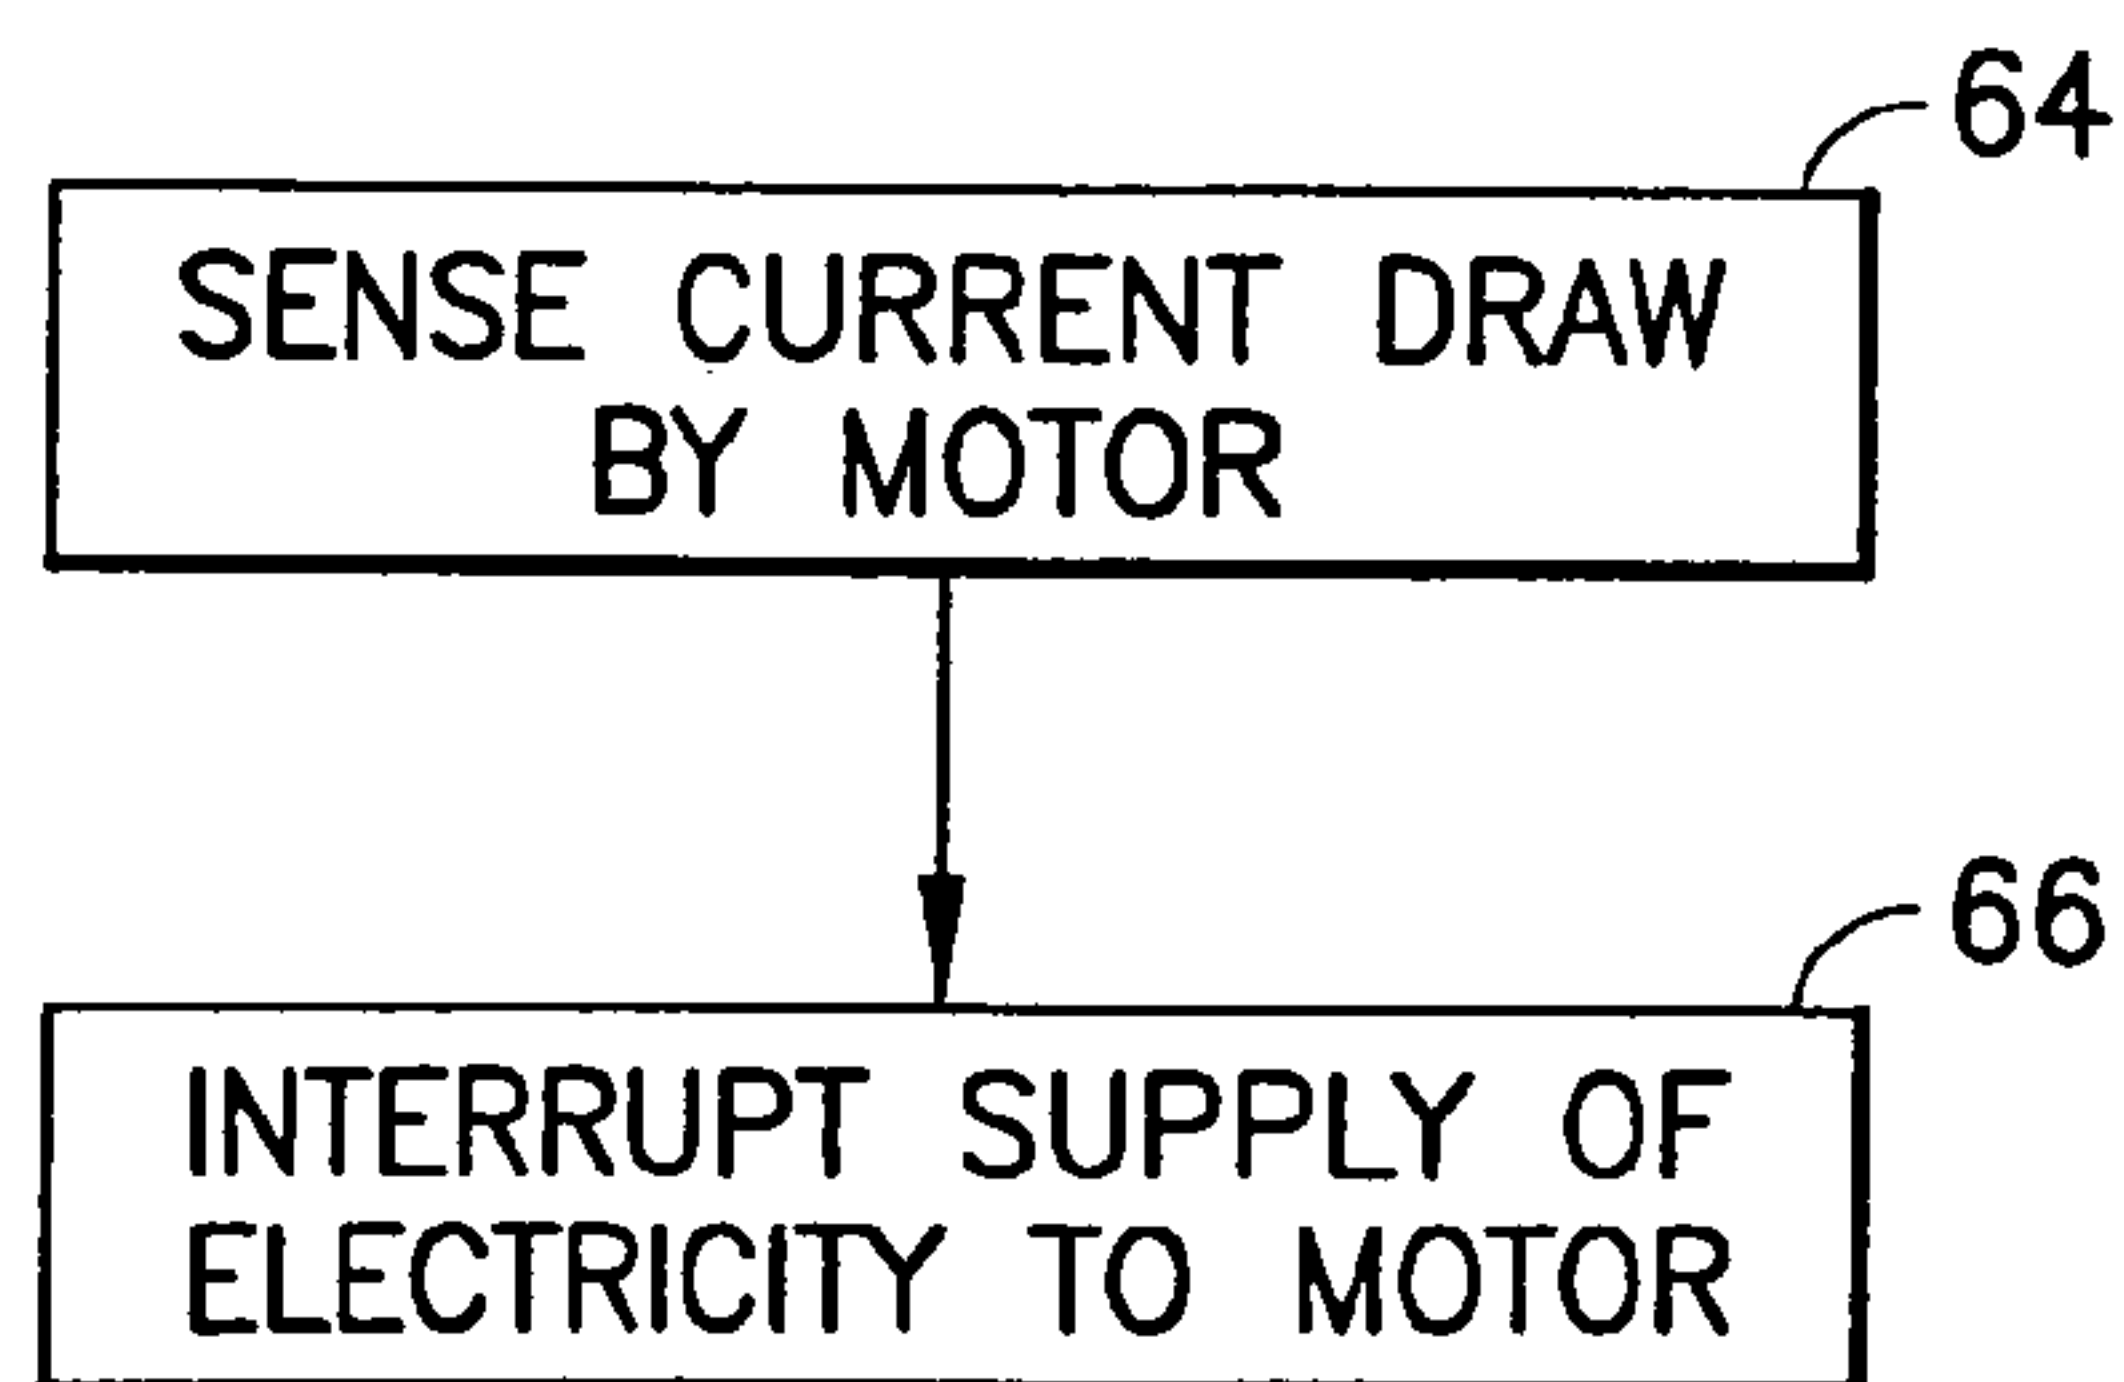 64
SENSE CURRENT DRAW
BY MOTOR
66
INTERRUPT SUPPLY OF
ELECTRICITY TO MOTOR